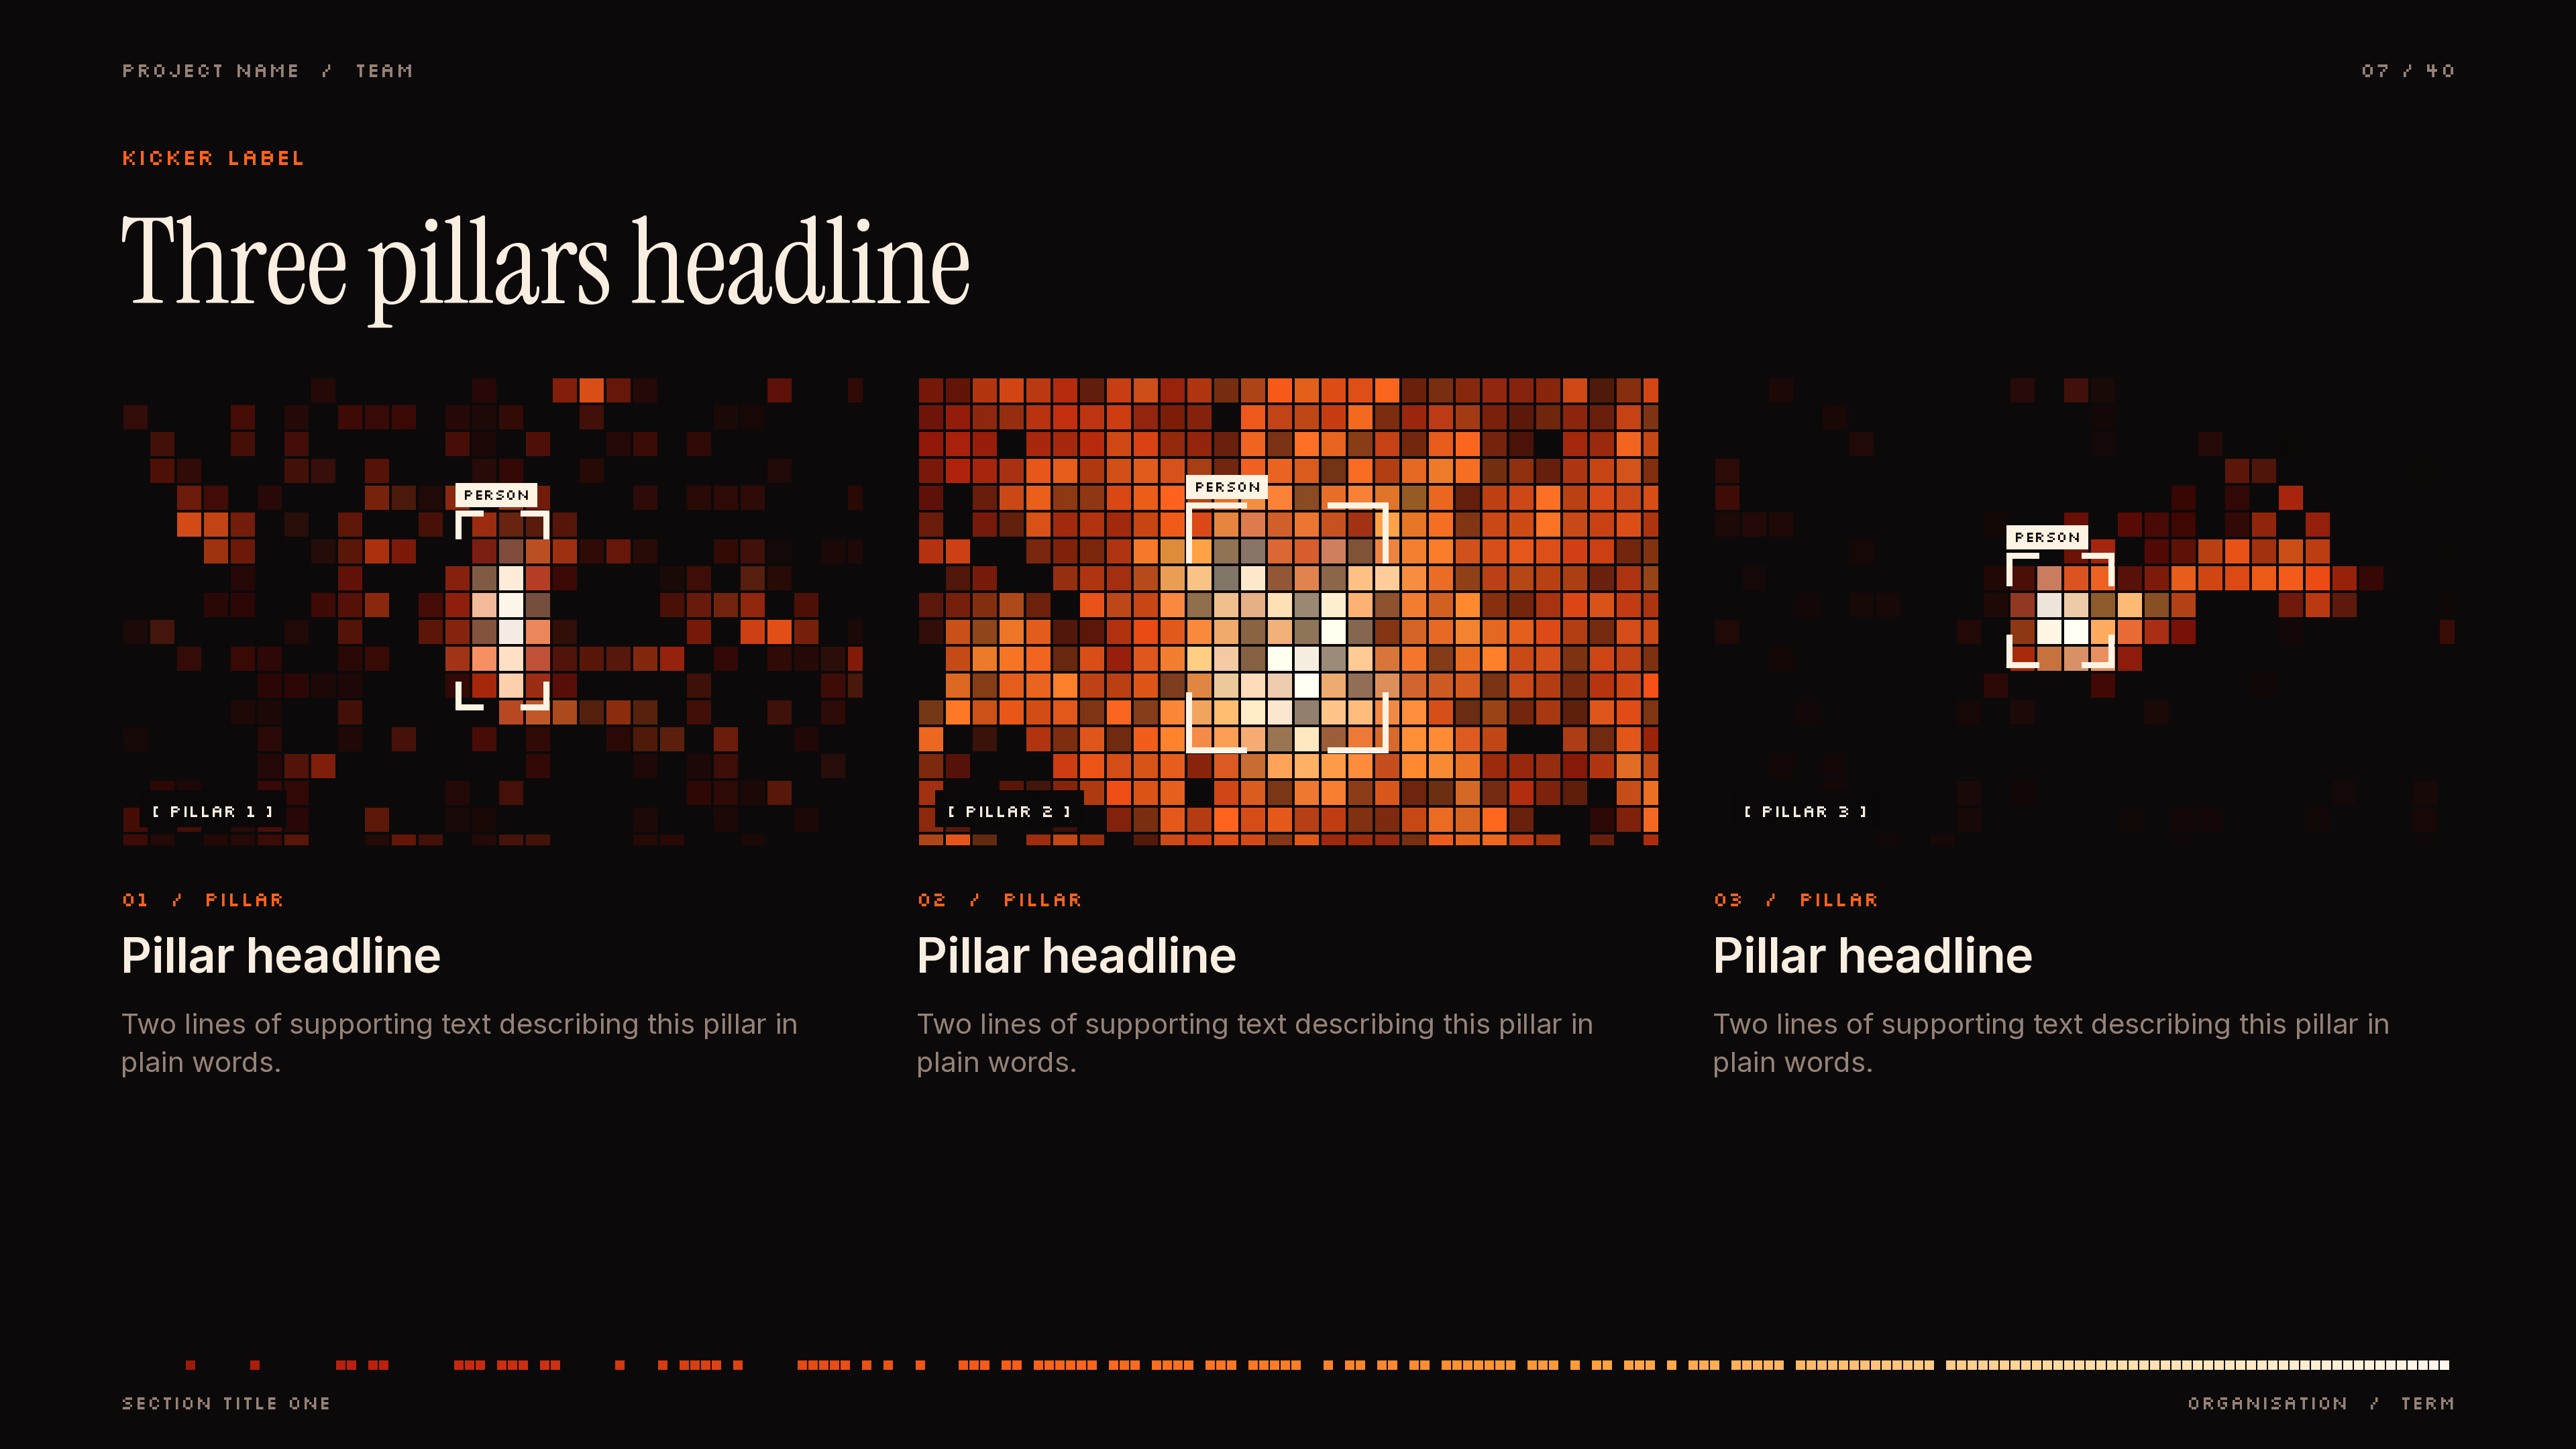 PROJECT NAME / TEAM
07 / 40
KICKER LABEL
Three pillars headline
PERSON
PERSON
PERSON
[ PILLAR 1 ]
[ PILLAR 2 ]
[ PILLAR 3 ]
01 / PILLAR
Pillar headline
Two lines of supporting text describing this pillar in
plain words.
02 / PILLAR
Pillar headline
Two lines of supporting text describing this pillar in
plain words.
03 / PILLAR
Pillar headline
Two lines of supporting text describing this pillar in
plain words.
SECTION TITLE ONE
ORGANISATION / TERM